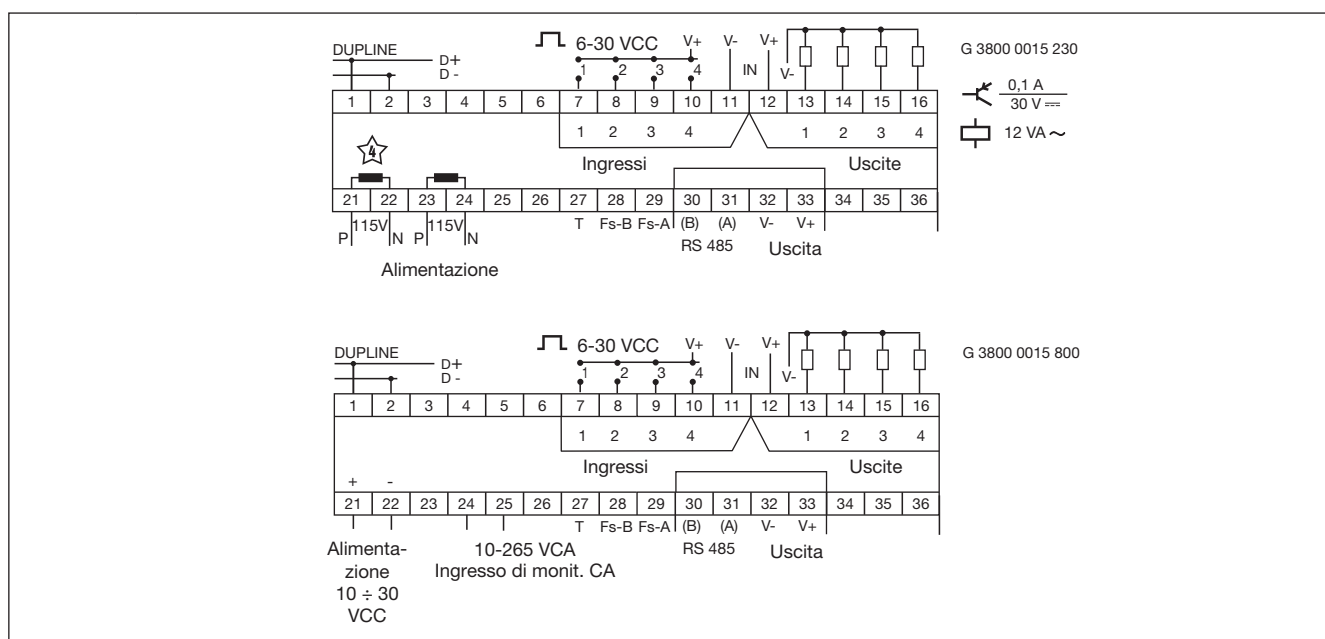 DUPLINE D+
D -
6-30 VCC V+ V- V+
1 2 3 4 IN V-
G 3800 0015 230
0,1 A
30 V
12 VA ~
1 2 3 4 5 6 7 8 9 10 11 12 13 14 15 16
1 2 3 4 1 2 3 4
Ingressi Uscite
4
21 22 23 24 25 26 27 28 29 30 31 32 33 34 35 36
P 115V N P 115V N T Fs-B Fs-A (B) (A) V- V+
RS 485 Uscita
Alimentazione
DUPLINE D+
D -
6-30 VCC V+ V- V+
1 2 3 4 IN V-
G 3800 0015 800
1 2 3 4 5 6 7 8 9 10 11 12 13 14 15 16
1 2 3 4 1 2 3 4
Ingressi Uscite
+ -
21 22 23 24 25 26 27 28 29 30 31 32 33 34 35 36
T Fs-B Fs-A (B) (A) V- V+
RS 485 Uscita
Alimenta-
zione
10 ÷ 30
VCC
10-265 VCA
Ingresso di monit. CA